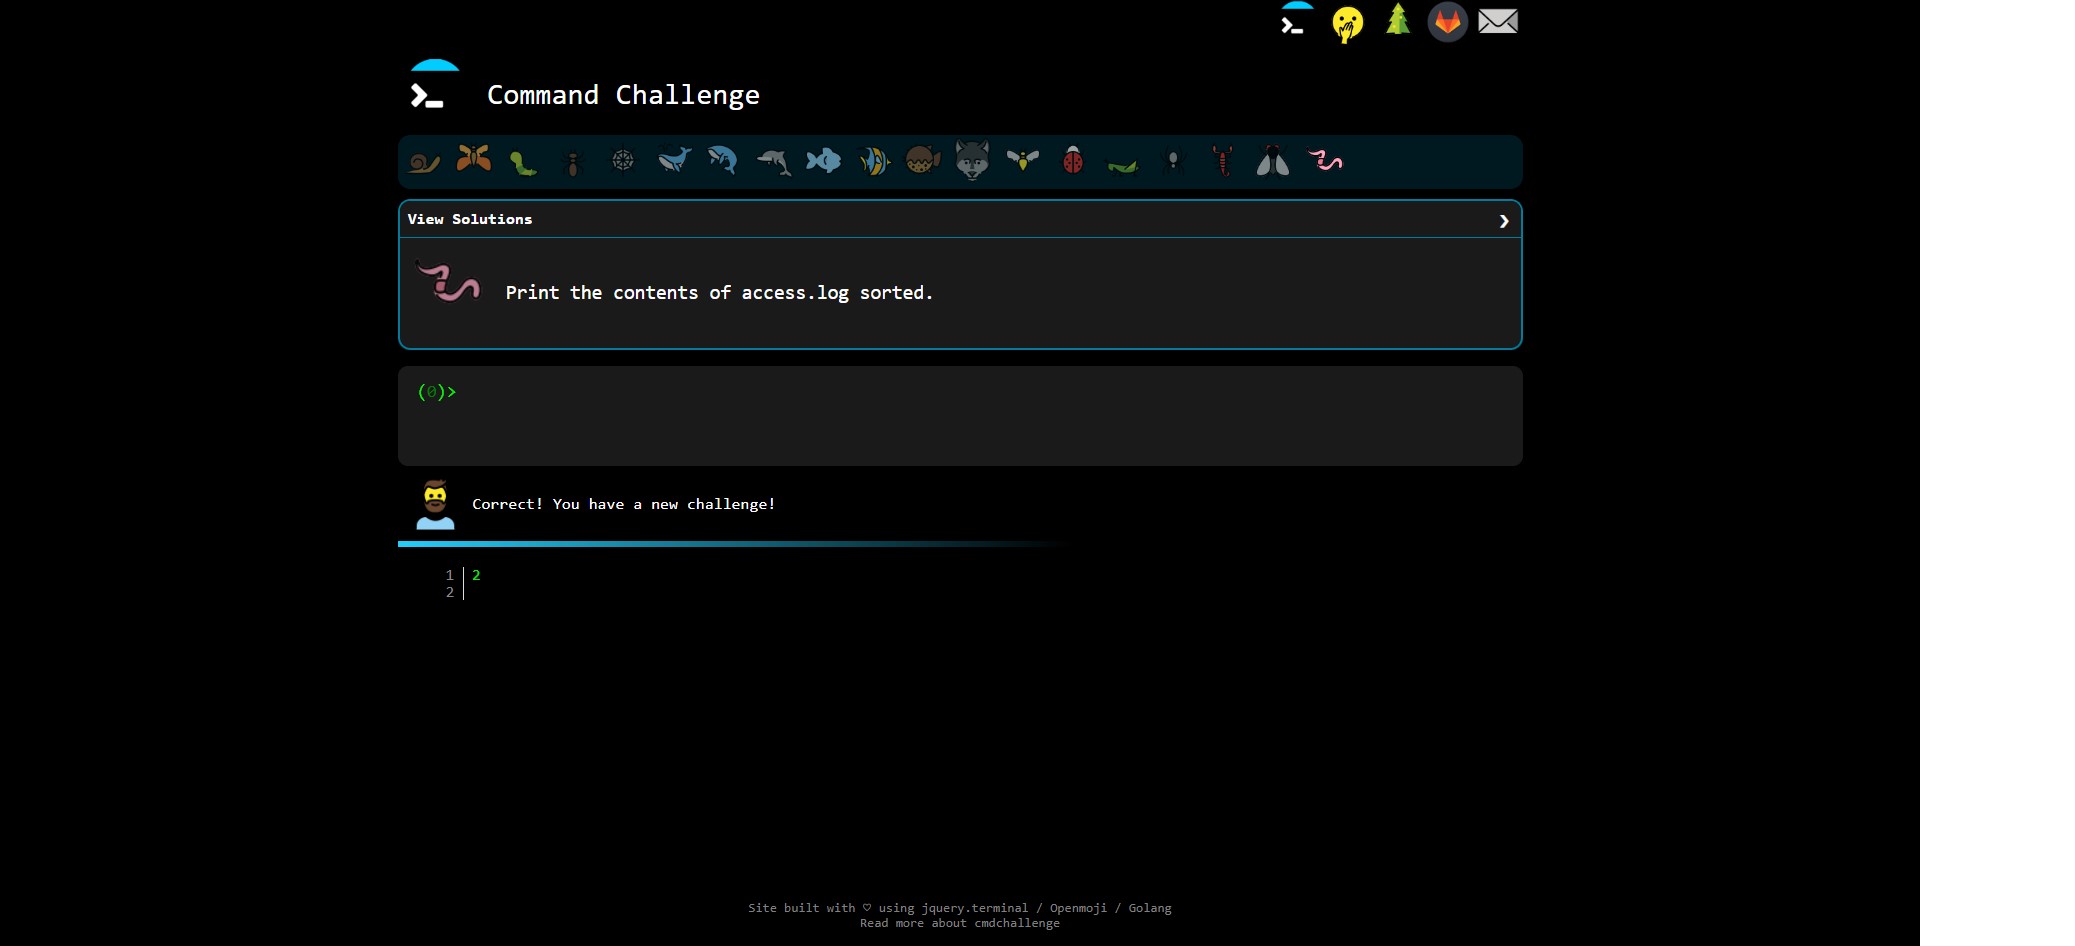 Command Challenge
View Solutions
Print the contents of access.log sorted.
(0)>
Correct! You have a new challenge!
1 2
2
Site built with ♡ using jquery.terminal / Openmoji / Golang
Read more about cmdchallenge